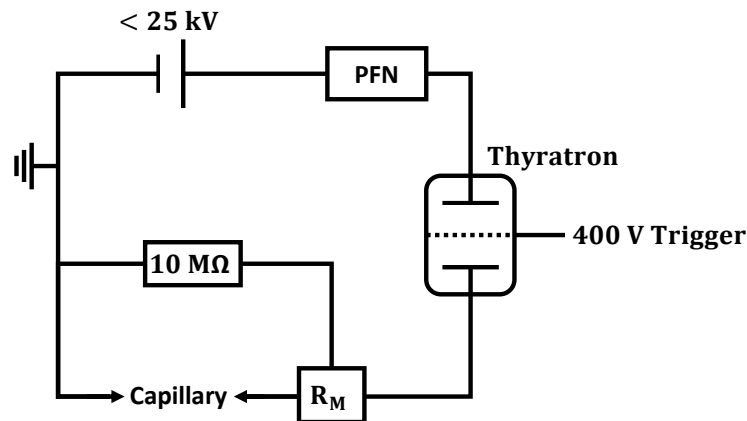 < 25 kV
PFN
Thyratron
400 V Trigger
10 MΩ
Capillary
R_M